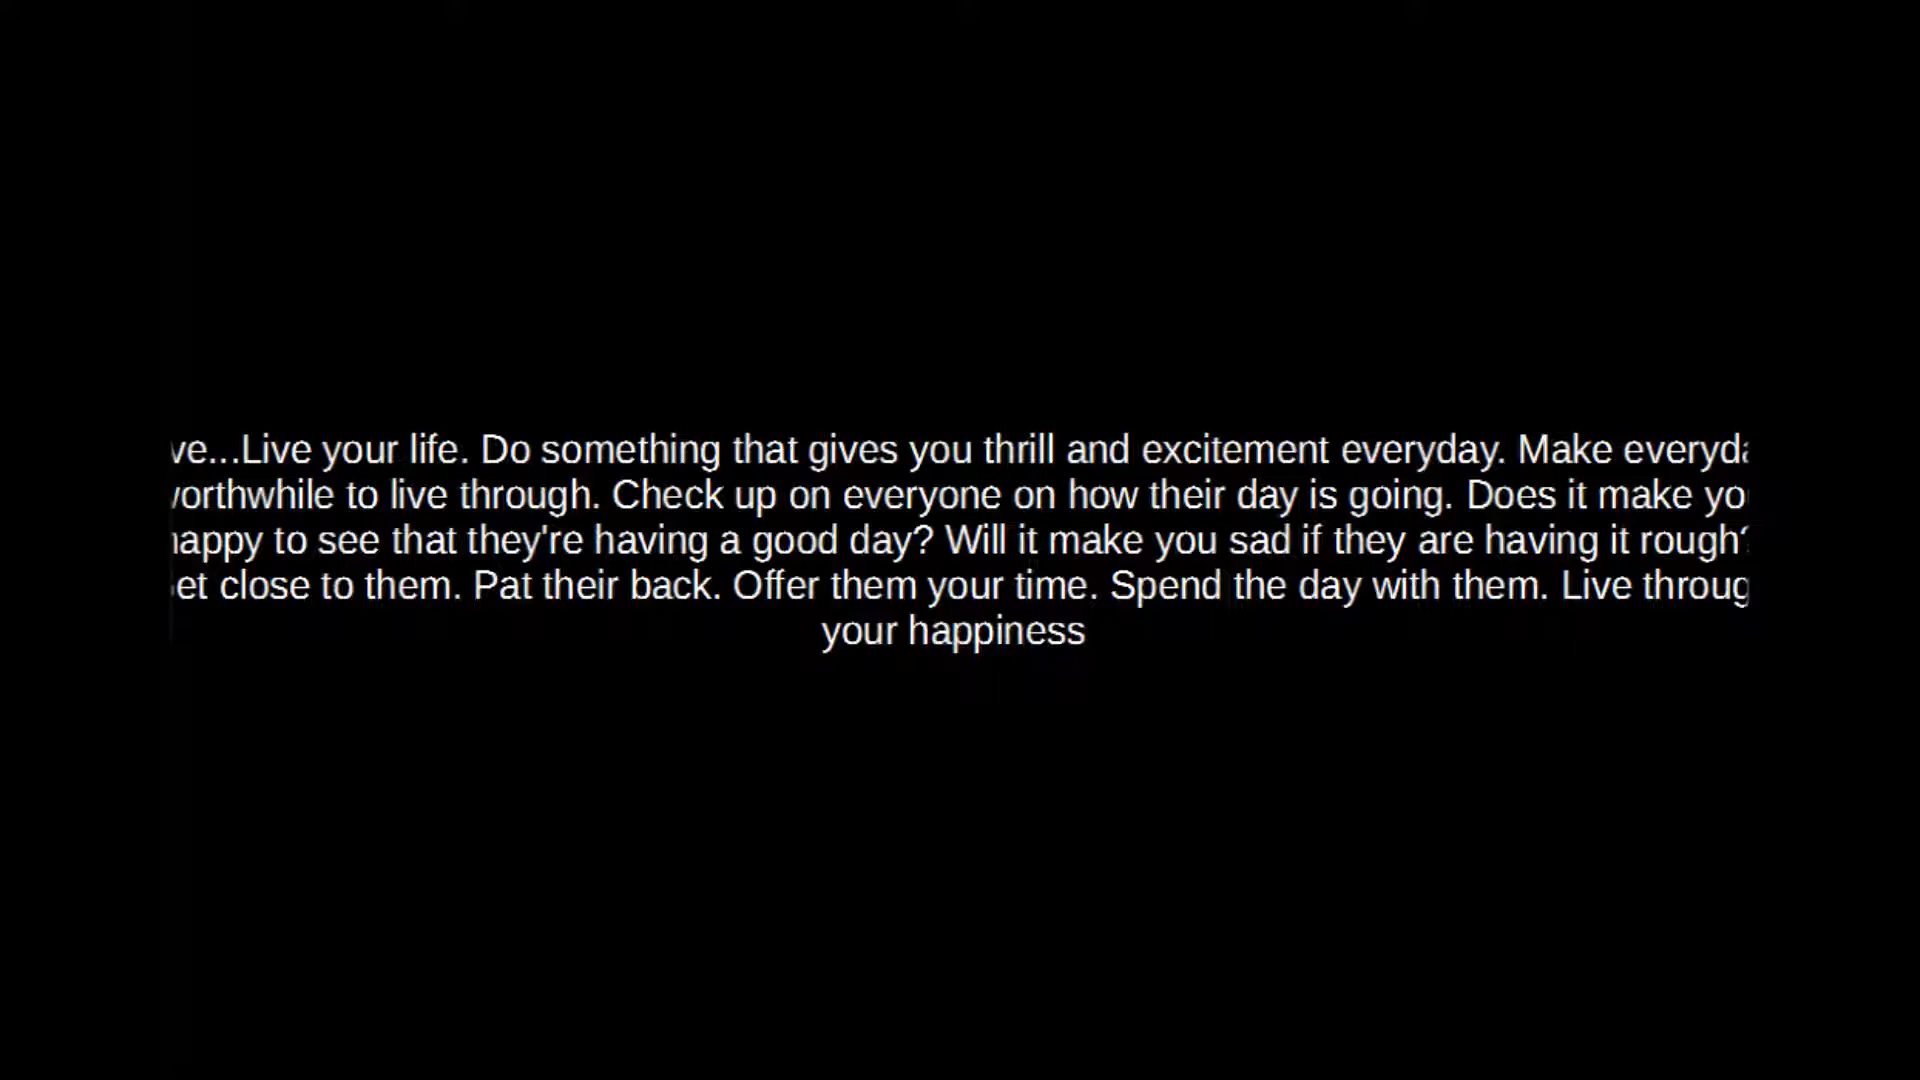 ve...Live your life. Do something that gives you thrill and excitement everyday. Make everyda
orthwhile to live through. Check up on everyone on how their day is going. Does it make yo
happy to see that they're having a good day? Will it make you sad if they are having it rough?
et close to them. Pat their back. Offer them your time. Spend the day with them. Live throug
your happiness